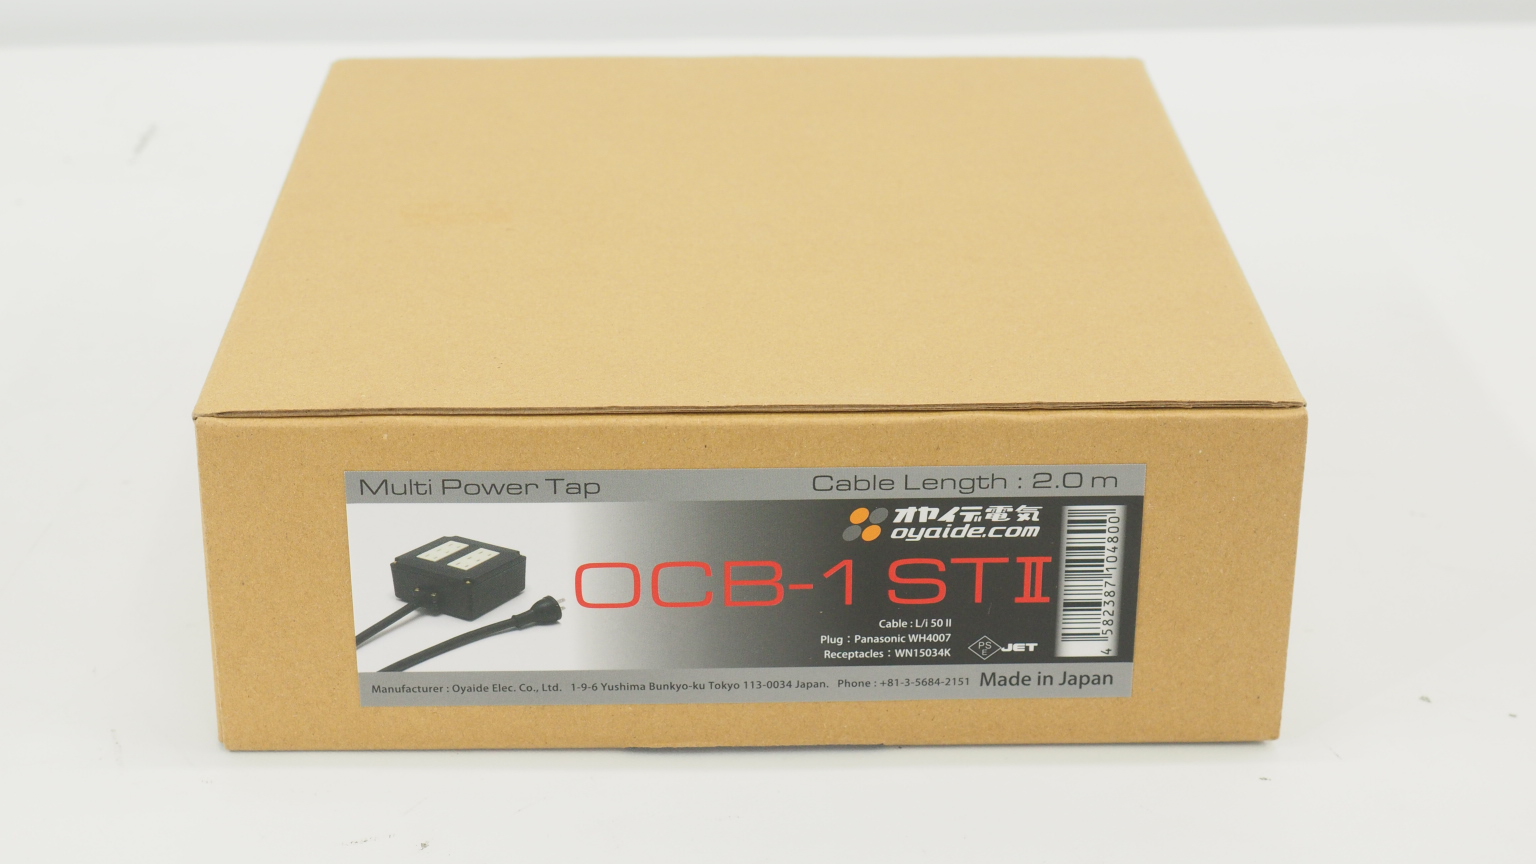 Multi Power Tap
Cable Length : 2.0 m
オヤイデ電気
oyaide.com
OCB-1 STⅡ
Cable : L/i 50 II
Plug : Panasonic WH4007
Receptacles : WN15034K
PS
E
JET
4 582387 104800
Manufacturer : Oyaide Elec. Co., Ltd. 1-9-6 Yushima Bunkyo-ku Tokyo 113-0034 Japan. Phone : +81-3-5684-2151 Made in Japan